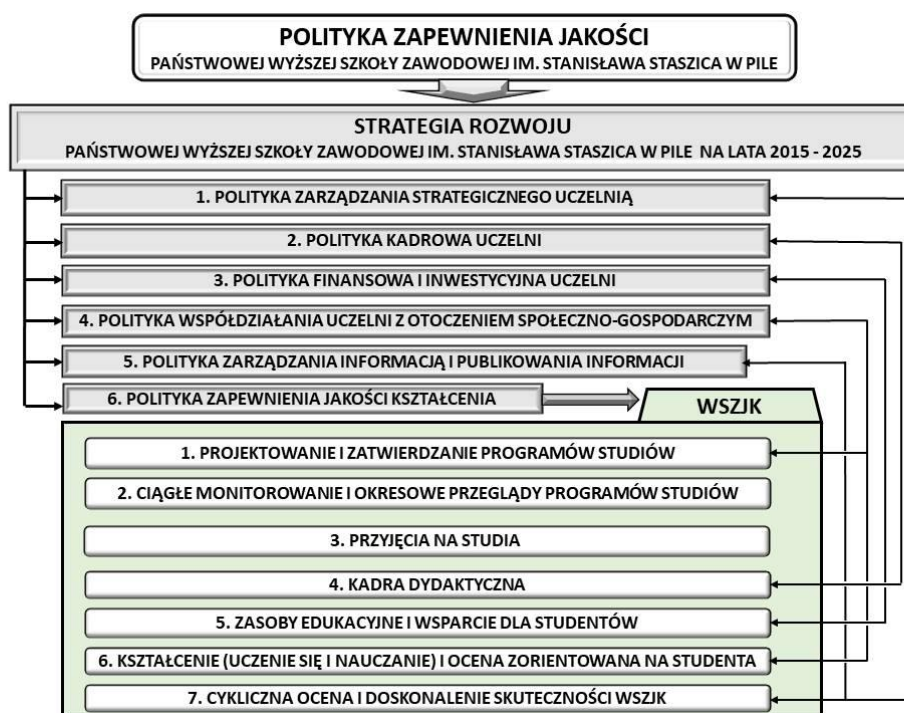 POLITYKA ZAPEWNIENIA JAKOŚCI
PAŃSTWOWEJ WYŻSZEJ SZKOŁY ZAWODOWEJ IM. STANISŁAWA STASZICA W PILE
STRATEGIA ROZWOJU
PAŃSTWOWEJ WYŻSZEJ SZKOŁY ZAWODOWEJ IM. STANISŁAWA STASZICA W PILE NA LATA 2015 - 2025
1. POLITYKA ZARZĄDZANIA STRATEGICZNEGO UCZELNIĄ
2. POLITYKA KADROWA UCZELNI
3. POLITYKA FINANSOWA I INWESTYCYJNA UCZELNI
4. POLITYKA WSPÓŁDZIAŁANIA UCZELNI Z OTOCZENIEM SPOŁECZNO-GOSPODARCZYM
5. POLITYKA ZARZĄDZANIA INFORMACJĄ I PUBLIKOWANIA INFORMACJI
6. POLITYKA ZAPEWNIENIA JAKOŚCI KSZTAŁCENIA
WSZJK
1. PROJEKTOWANIE I ZATWIERDZANIE PROGRAMÓW STUDIÓW
2. CIĄGŁE MONITOROWANIE I OKRESOWE PRZEGLĄDY PROGRAMÓW STUDIÓW
3. PRZYJĘCIA NA STUDIA
4. KADRA DYDAKTYCZNA
5. ZASOBY EDUKACYJNE I WSPARCIE DLA STUDENTÓW
6. KSZTAŁCENIE (UCZENIE SIĘ I NAUCZANIE) I OCENA ZORIENTOWANA NA STUDENTA
7. CYKLICZNA OCENA I DOSKONALENIE SKUTECZNOŚCI WSZJK